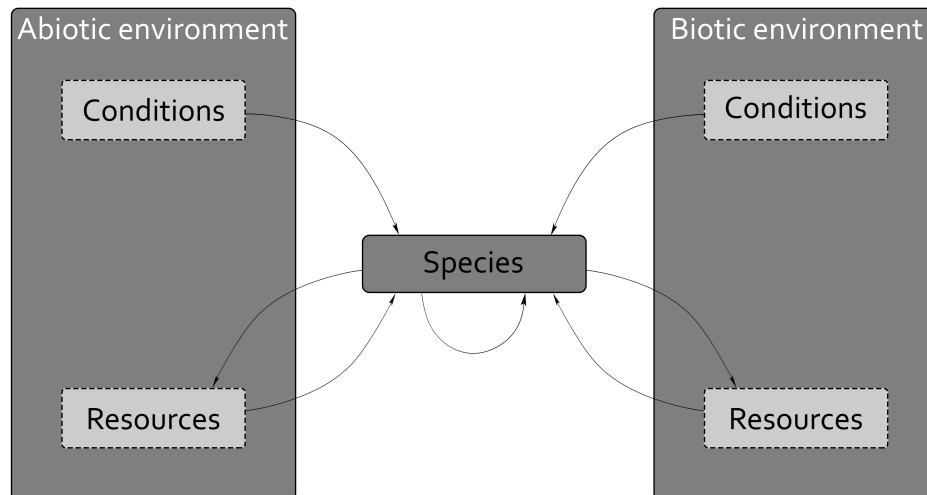 Abiotic environment
Biotic environment
Conditions
Conditions
Species
Resources
Resources